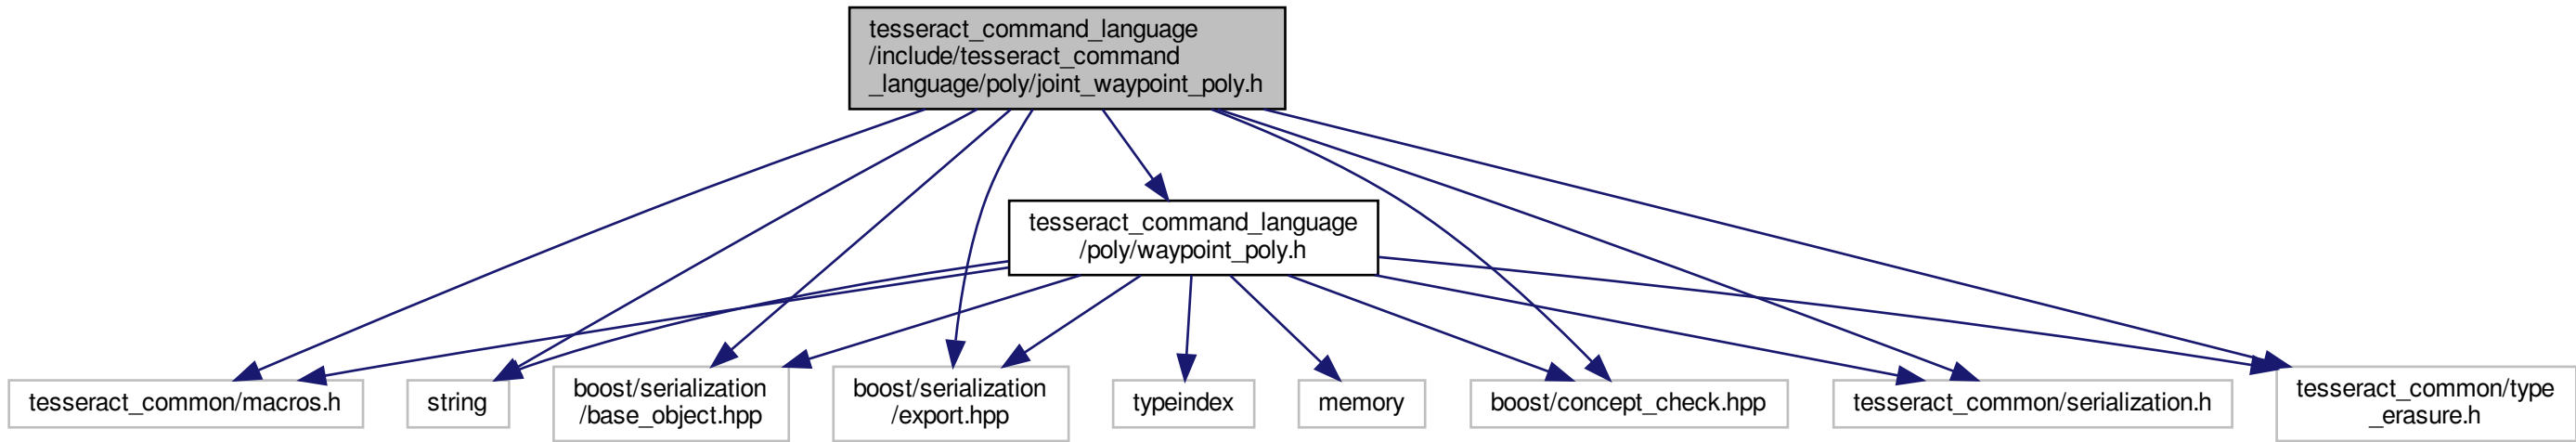 tesseract_command_language
/include/tesseract_command
_language/poly/joint_waypoint_poly.h
tesseract_command_language
/poly/waypoint_poly.h
tesseract_common/macros.h
string
boost/serialization
/base_object.hpp
boost/serialization
/export.hpp
typeindex
memory
boost/concept_check.hpp
tesseract_common/serialization.h
tesseract_common/type
_erasure.h